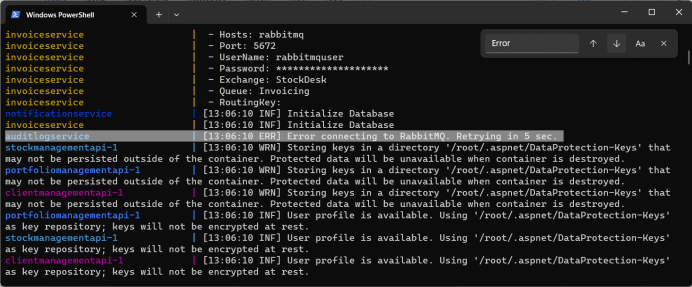 Windows PowerShell
Error
Aa
invoiceservice | - Hosts: rabbitmq
invoiceservice | - Port: 5672
invoiceservice | - UserName: rabbitmquser
invoiceservice | - Password: ********************
invoiceservice | - Exchange: StockDesk
invoiceservice | - Queue: Invoicing
invoiceservice | - RoutingKey:
notificationservice | [13:06:10 INF] Initialize Database
invoiceservice | [13:06:10 INF] Initialize Database
auditlogservice | [13:06:10 ERR] Error connecting to RabbitMQ. Retrying in 5 sec.
stockmanagementapi-1 | [13:06:10 WRN] Storing keys in a directory '/root/.aspnet/DataProtection-Keys' that
may not be persisted outside of the container. Protected data will be unavailable when container is destroyed.
portfoliomanagementapi-1 | [13:06:10 WRN] Storing keys in a directory '/root/.aspnet/DataProtection-Keys' that
may not be persisted outside of the container. Protected data will be unavailable when container is destroyed.
clientmanagementapi-1 | [13:06:10 WRN] Storing keys in a directory '/root/.aspnet/DataProtection-Keys' that
may not be persisted outside of the container. Protected data will be unavailable when container is destroyed.
portfoliomanagementapi-1 | [13:06:10 INF] User profile is available. Using '/root/.aspnet/DataProtection-Keys'
as key repository; keys will not be encrypted at rest.
stockmanagementapi-1 | [13:06:10 INF] User profile is available. Using '/root/.aspnet/DataProtection-Keys'
as key repository; keys will not be encrypted at rest.
clientmanagementapi-1 | [13:06:10 INF] User profile is available. Using '/root/.aspnet/DataProtection-Keys'
as key repository; keys will not be encrypted at rest.